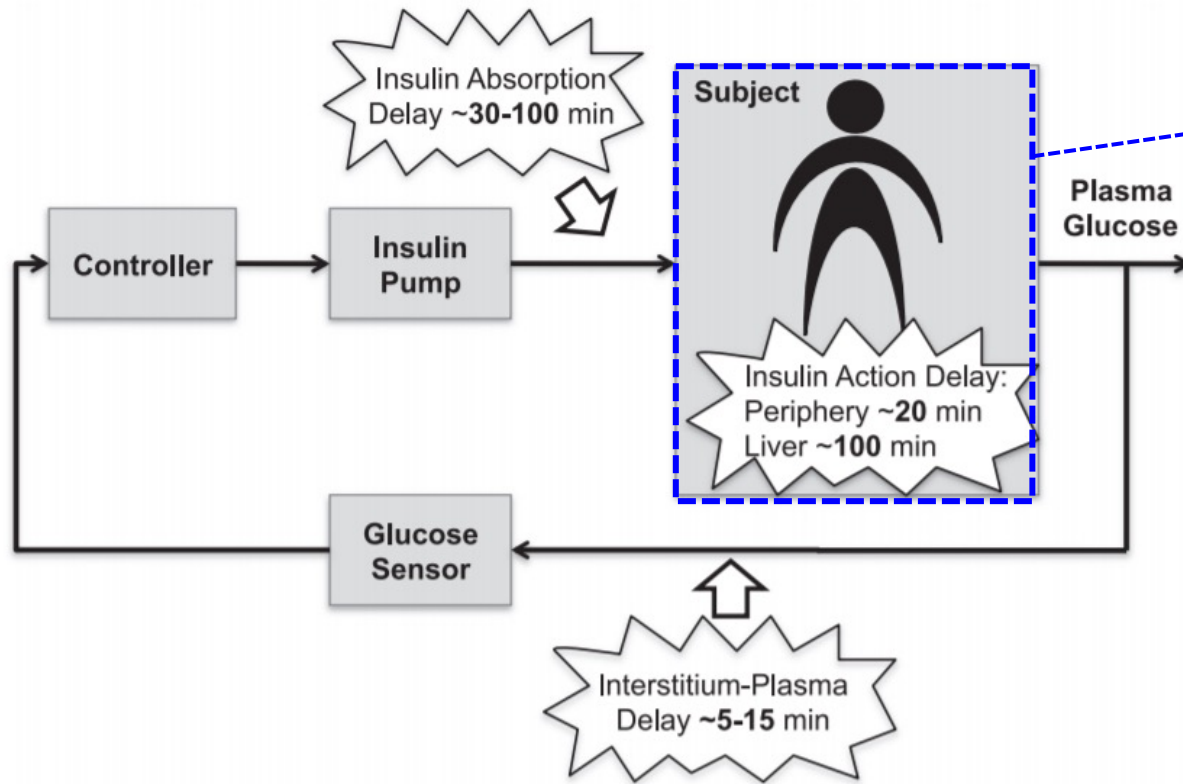 Insulin Absorption
Delay ~30-100 min
Subject
Plasma
Glucose
Controller
Insulin
Pump
Insulin Action Delay:
Periphery ~20 min
Liver ~100 min
Glucose
Sensor
Interstitium-Plasma
Delay ~5-15 min